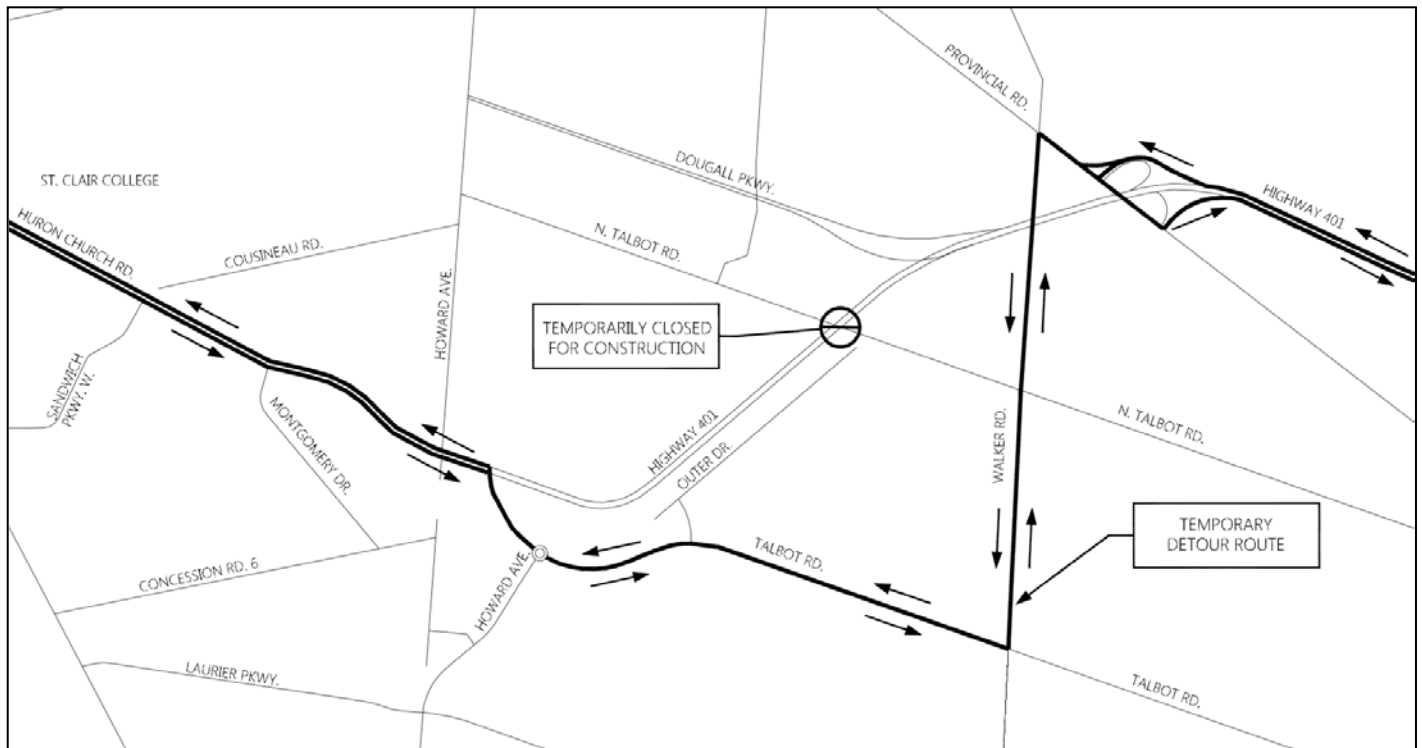 PROVINCIAL RD.
DOUGALL PKWY.
ST. CLAIR COLLEGE
HIGHWAY 401
HURON CHURCH RD.
COUSINEAU RD.
N. TALBOT RD.
HOWARD AVE.
TEMPORARILY CLOSED
FOR CONSTRUCTION
SANDWICH
PKWY. W.
MONTGOMERY DR.
HIGHWAY 401
OUTER DR.
WALKER RD.
N. TALBOT RD.
TEMPORARY
DETOUR ROUTE
TALBOT RD.
CONCESSION RD. 6
HOWARD AVE.
LAURIER PKWY.
TALBOT RD.